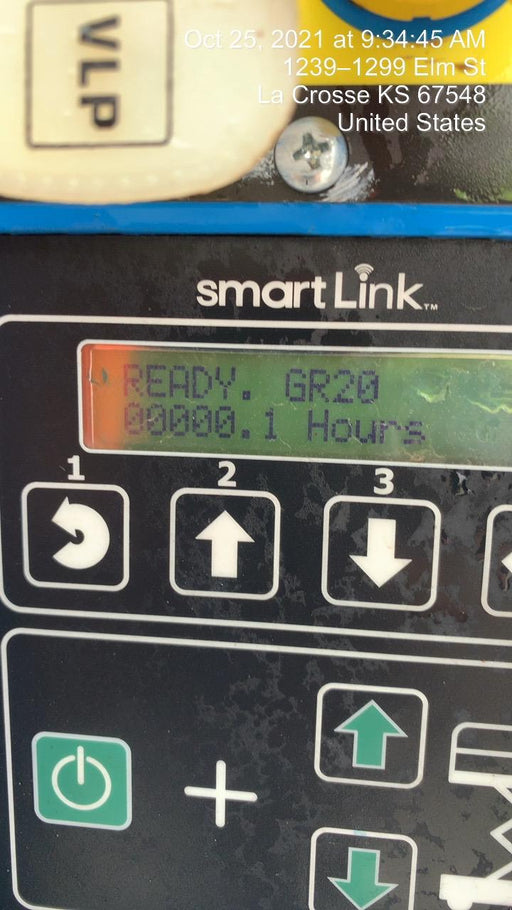 Oct 25, 2021 at 9:34:45 AM
1239–1299 Elm St
La Crosse KS 67548
United States
VLP
smartLink™
READY. GR20
00000.1 Hours
1
2
3